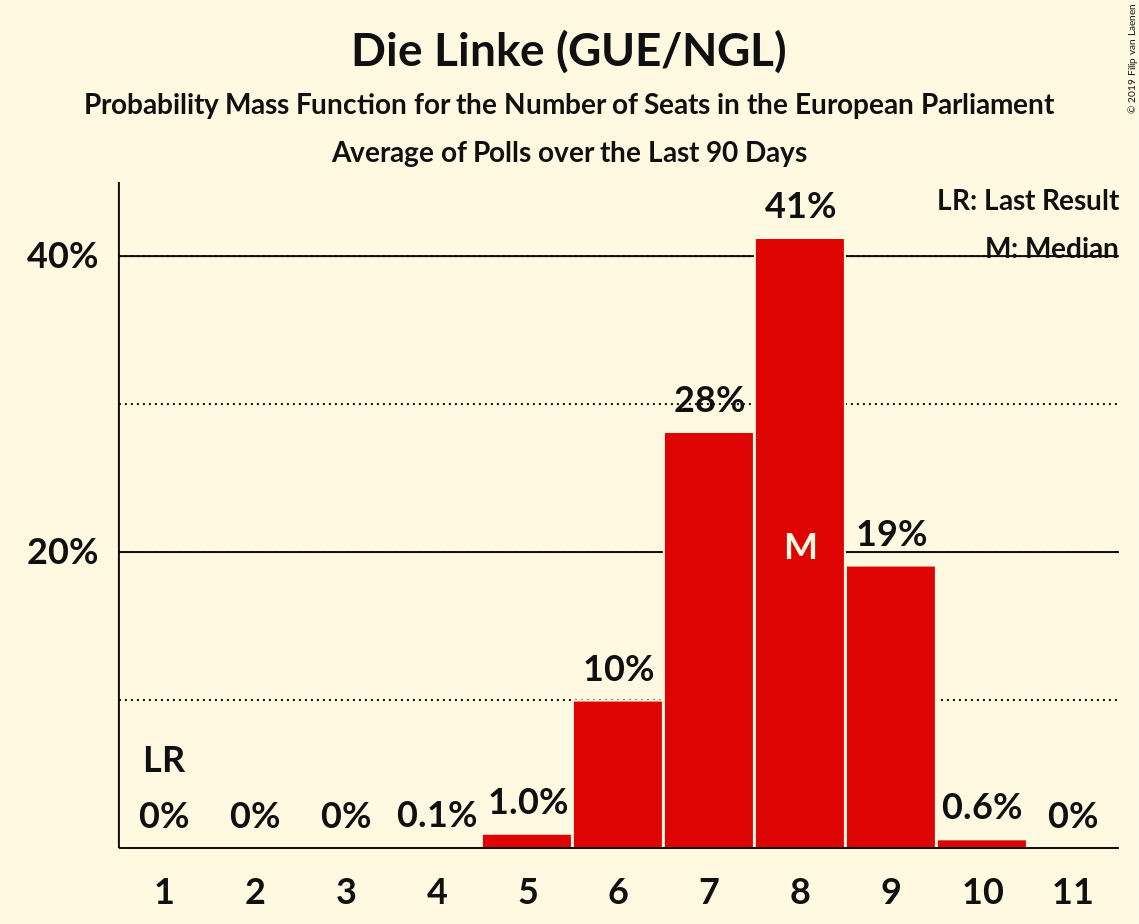 Die Linke (GUE/NGL)
Probability Mass Function for the Number of Seats in the European Parliament
Average of Polls over the Last 90 Days
© 2019 Filip van Laenen
LR: Last Result
M: Median
40%
20%
LR
0%
0%
0%
0.1%
1.0%
10%
28%
41%
M
19%
0.6%
0%
1 2 3 4 5 6 7 8 9 10 11